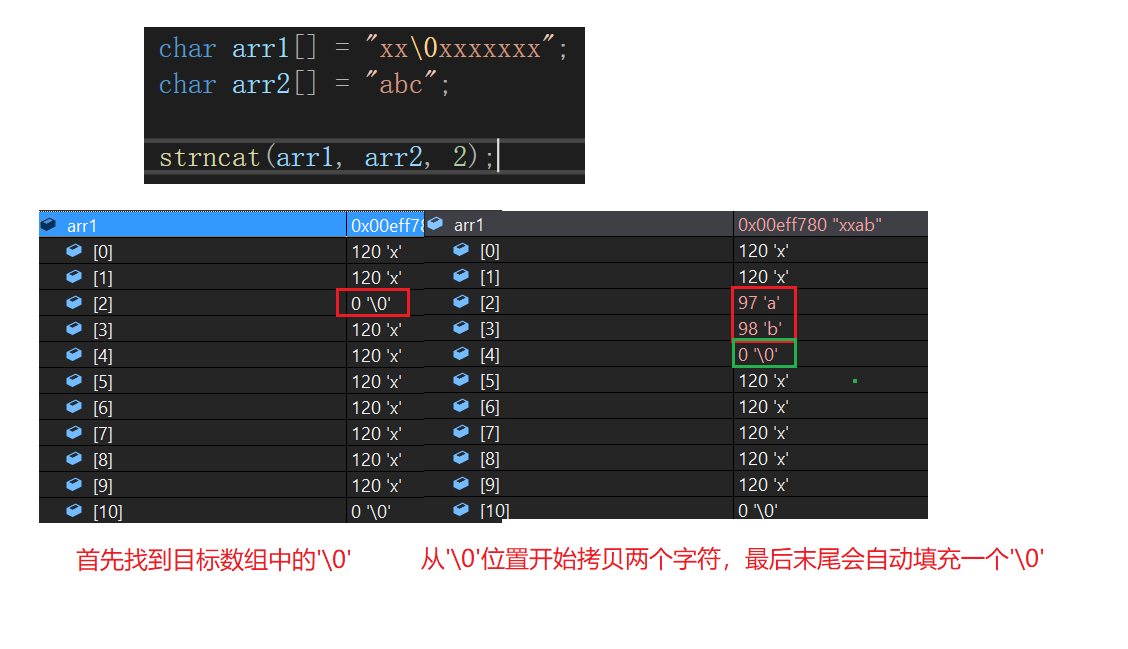 char arr1[] = "xx\0xxxxxxx";
char arr2[] = "abc";
strncat(arr1, arr2, 2);
arr1 0x00eff78
[0] 120 'x'
[1] 120 'x'
[2] 0 '\0'
[3] 120 'x'
[4] 120 'x'
[5] 120 'x'
[6] 120 'x'
[7] 120 'x'
[8] 120 'x'
[9] 120 'x'
[10] 0 '\0'
arr1 0x00eff780 "xxab"
[0] 120 'x'
[1] 120 'x'
[2] 97 'a'
[3] 98 'b'
[4] 0 '\0'
[5] 120 'x'
[6] 120 'x'
[7] 120 'x'
[8] 120 'x'
[9] 120 'x'
[10] 0 '\0'
首先找到目标数组中的'\0'
从'\0'位置开始拷贝两个字符，最后末尾会自动填充一个'\0'